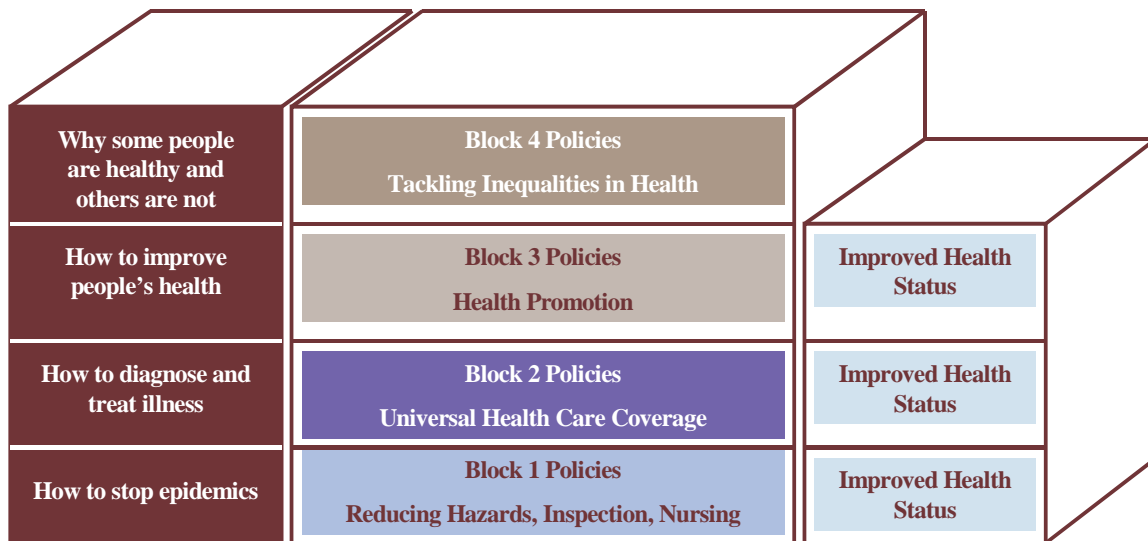 Why some people
are healthy and
others are not
Block 4 Policies
Tackling Inequalities in Health
How to improve
people's health
Block 3 Policies
Health Promotion
Improved Health
Status
How to diagnose and
treat illness
Block 2 Policies
Universal Health Care Coverage
Improved Health
Status
How to stop epidemics
Block 1 Policies
Reducing Hazards, Inspection, Nursing
Improved Health
Status